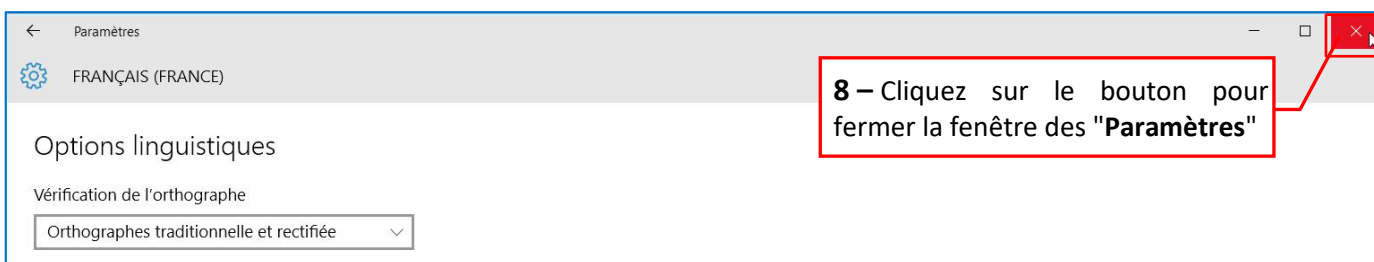 Paramètres
FRANÇAIS (FRANCE)
8 – Cliquez sur le bouton pour
fermer la fenêtre des "Paramètres"
Options linguistiques
Vérification de l'orthographe
Orthographes traditionnelle et rectifiée